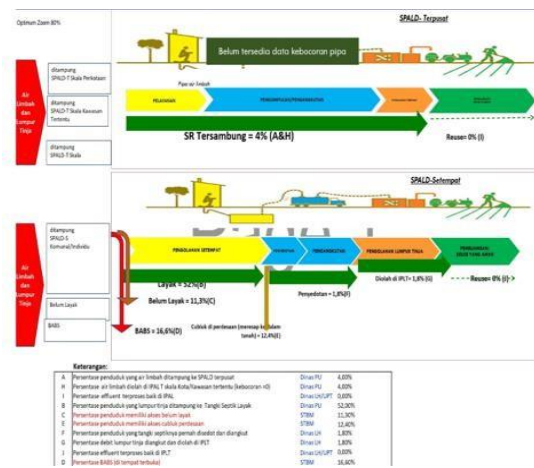 Optimun Zoom 80%
SPALD- Terpusat
Belum tersedia data kebocoran pipa
Pipa air limbah
Air
Limbah
dan
Lumpur
Tinja
ditampung
SPALD-T Skala Perkotaan
ditampung
SPALD-T Skala Kawasan
Tertentu
ditampung
SPALD-T Skala
PELAYANAN
PENGUMPULAN/PENGANGKUTAN
SR Tersambung = 4% (A&H)
Reuse= 0% (I)
SPALD-Setempat
Air
Limbah
dan
Lumpur
Tinja
ditampung
SPALD-S
Komunal/Individu
Belum Layak
BABS
PENGOLAHAN SETEMPAT
PENGANGKUTAN
PENGOLAHAN LUMPUR TINJA
Layak = 52%(B)
Belum Layak = 11,3%(C)
BABS = 16,6%(D)
Cubluk di perdesaan (meresap ke dalam
tanah) = 12,4%(E)
Penyedotan = 1,8%(F)
Diolah di IPLT= 1,8% (G)
Reuse= 0% (I)
Keterangan:
A Persentase penduduk yang air limbah ditampung ke SPALD terpusat Dinas PU 4,00%
H Persentase air limbah diolah di IPAL T skala Kota/Kawasan tertentu (kebocoran =0) Dinas PU 4,00%
I Persentase effluent terproses baik di IPAL Dinas LH/UPT 0,00%
B Persentase penduduk yang lumpur tinja ditampung ke Tangki Septik Layak Dinas PU 52,00%
C Persentase penduduk memiliki akses belum layak STBM 11,30%
E Persentase penduduk memiliki akses cubluk perdesaan STBM 12,40%
F Persentase penduduk yang tangki septiknya pernah disedot dan diangkut Dinas LH 1,80%
G Persentase debit lumpur tinja diangkut dan diolah di IPLT Dinas LH 1,80%
J Persentase effluent terproses baik di IPLT Dinas LH/UPT 0,00%
D Persentase BABS (di tempat terbuka) STBM 16,60%